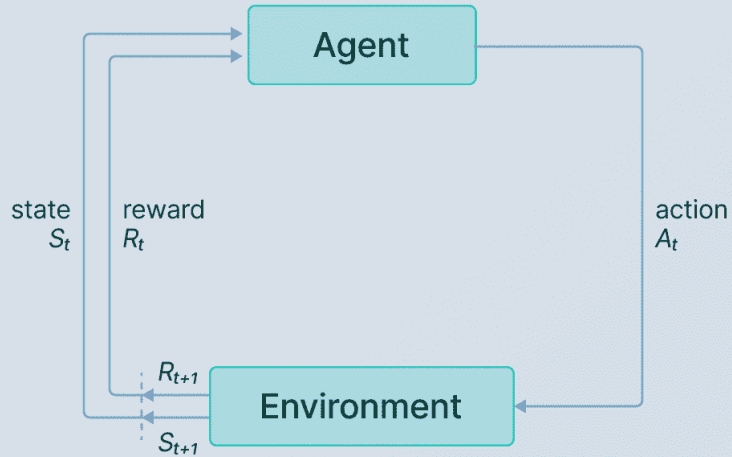 Agent
state
Sₜ
reward
Rₜ
action
Aₜ
Rₜ₊₁
Environment
Sₜ₊₁